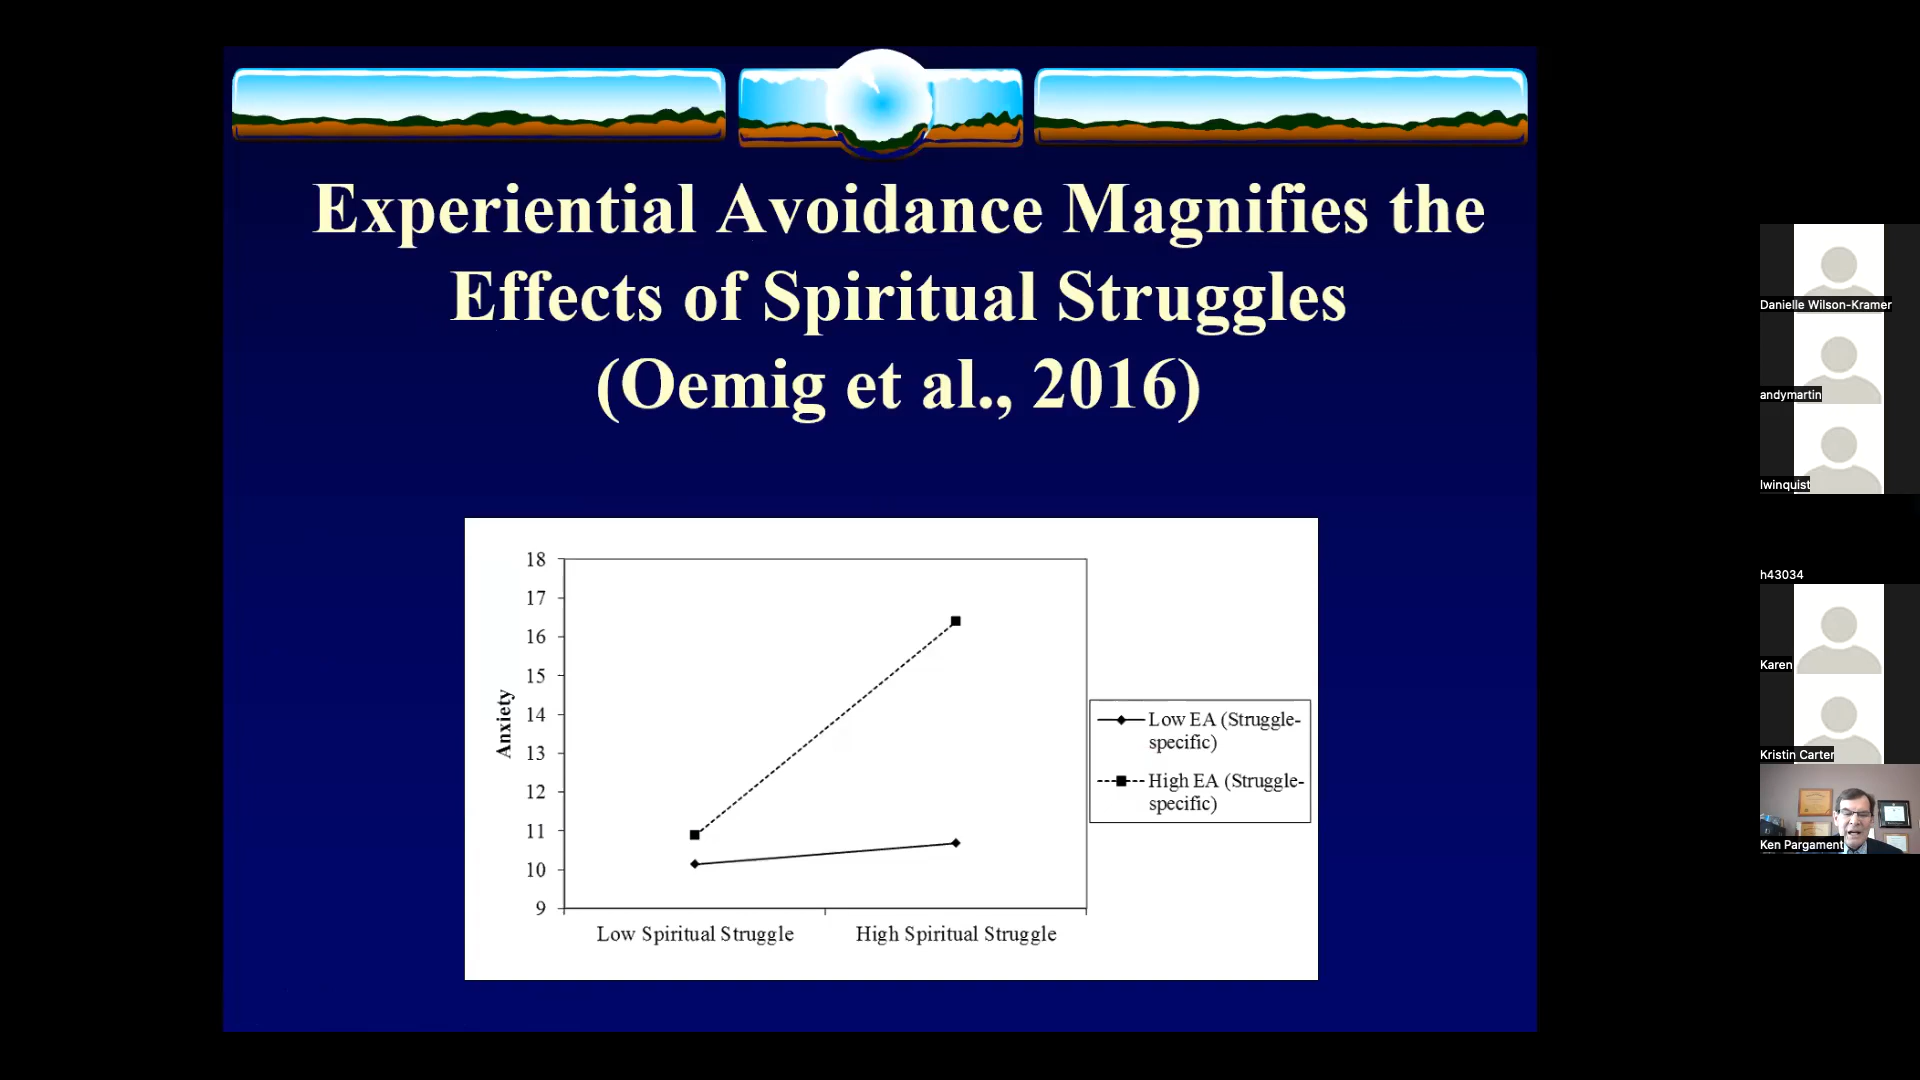 Experiential Avoidance Magnifies the
Effects of Spiritual Struggles
(Oemig et al., 2016)
18
17
16
15
14
13
12
11
10
9
Anxiety
Low Spiritual Struggle
High Spiritual Struggle
Low EA (Struggle-
specific)
High EA (Struggle-
specific)
Danielle Wilson-Kramer
andymartin
lwinquist
h43034
Karen
Kristin Carter
Ken Pargament